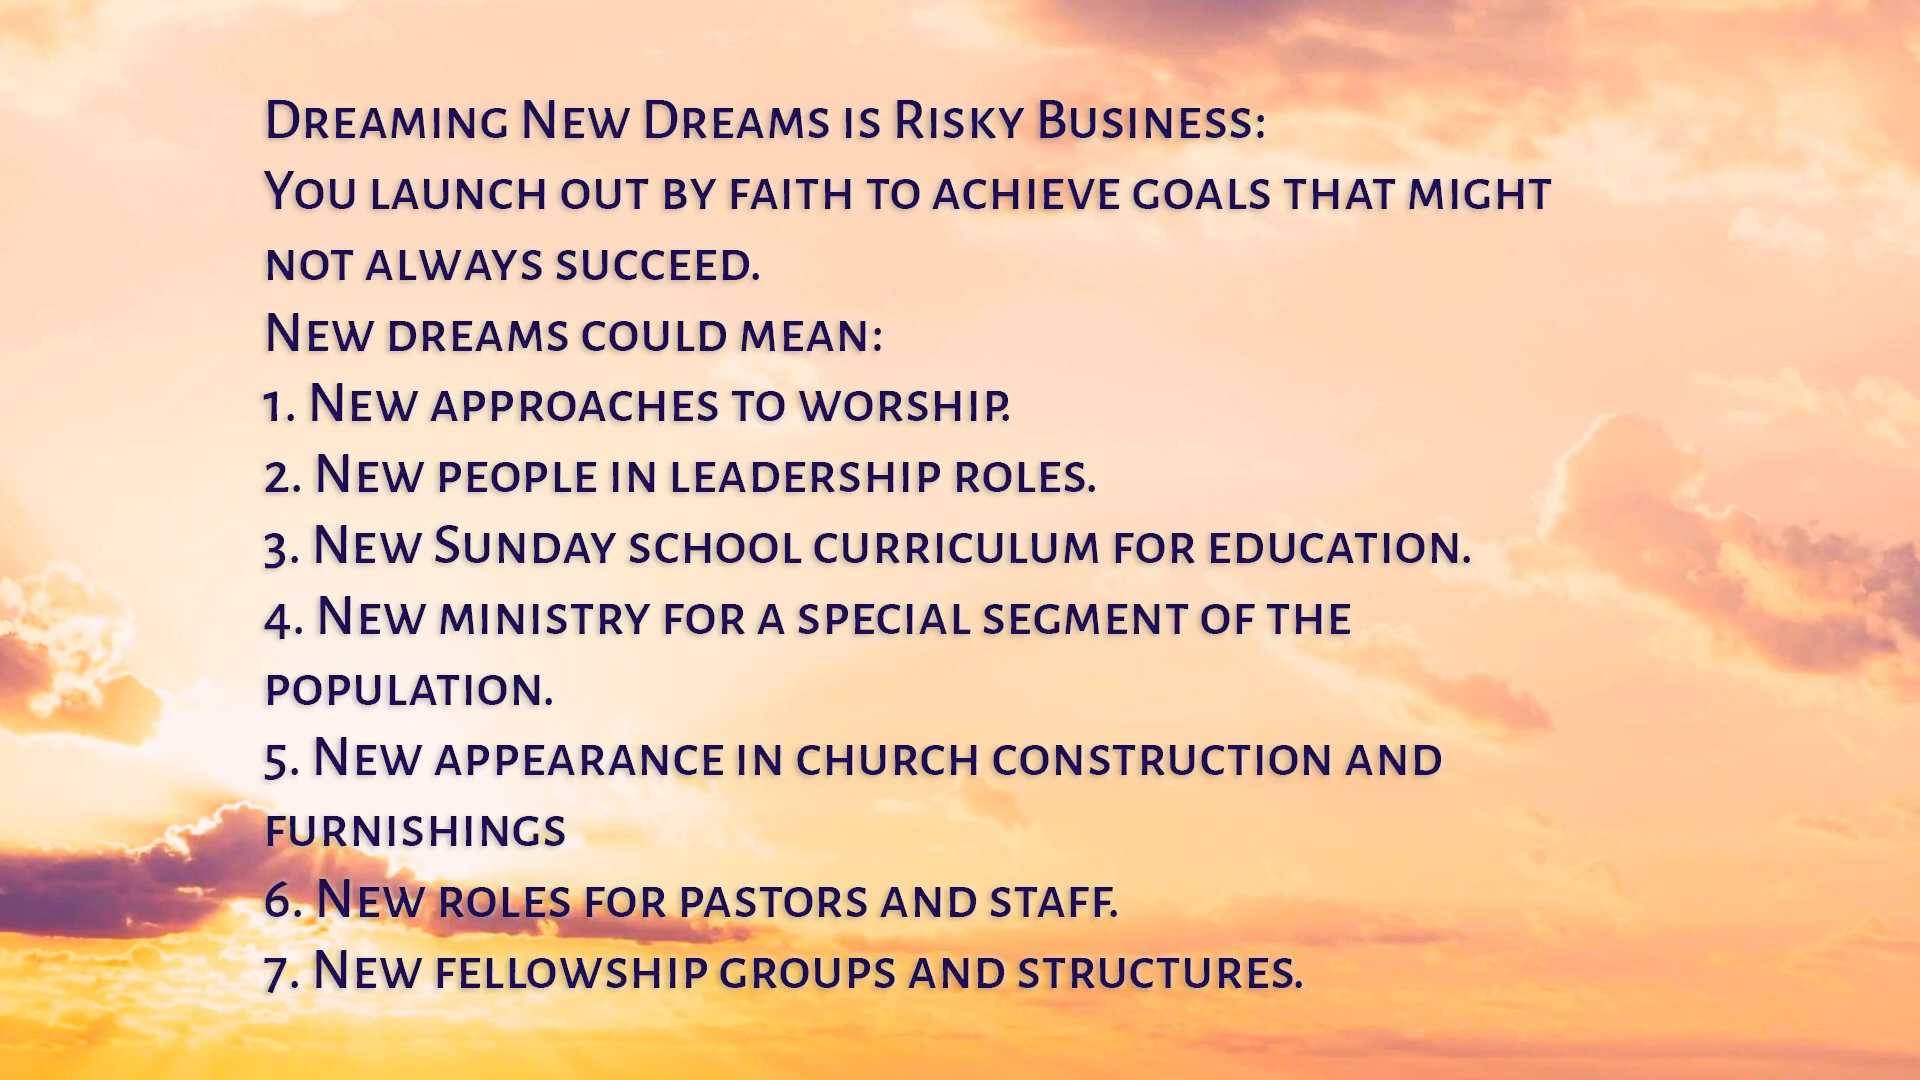 Dreaming New Dreams is Risky Business:
You launch out by faith to achieve goals that might
not always succeed.
New dreams could mean:
1. New approaches to worship.
2. New people in leadership roles.
3. New Sunday school curriculum for education.
4. New ministry for a special segment of the
population.
5. New appearance in church construction and
furnishings
6. New roles for pastors and staff.
7. New fellowship groups and structures.